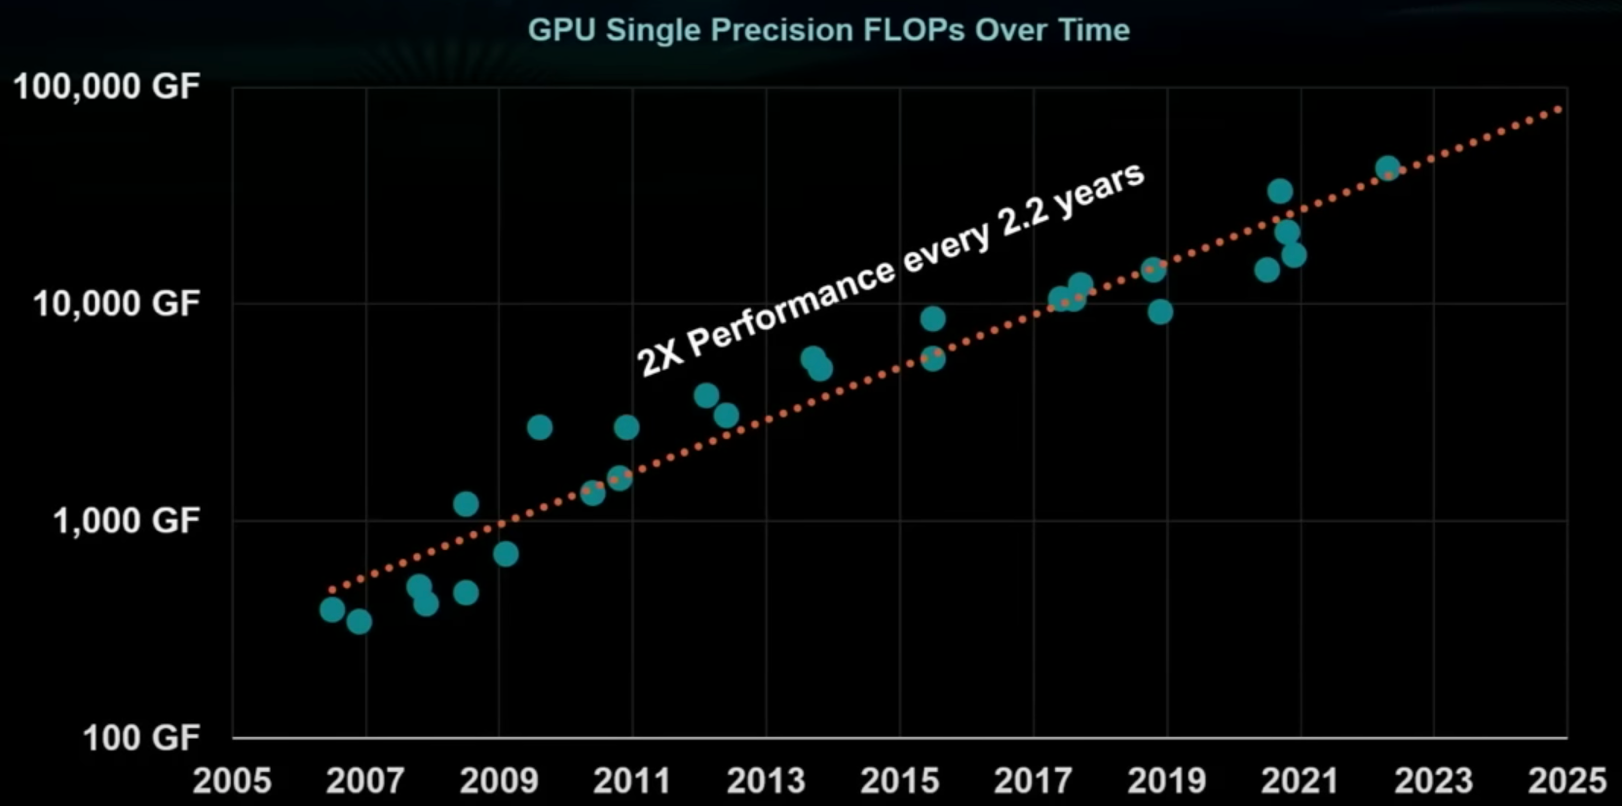 GPU Single Precision FLOPs Over Time
100,000 GF
2X Performance every 2.2 years
10,000 GF
1,000 GF
100 GF
2005 2007 2009 2011 2013 2015 2017 2019 2021 2023 2025